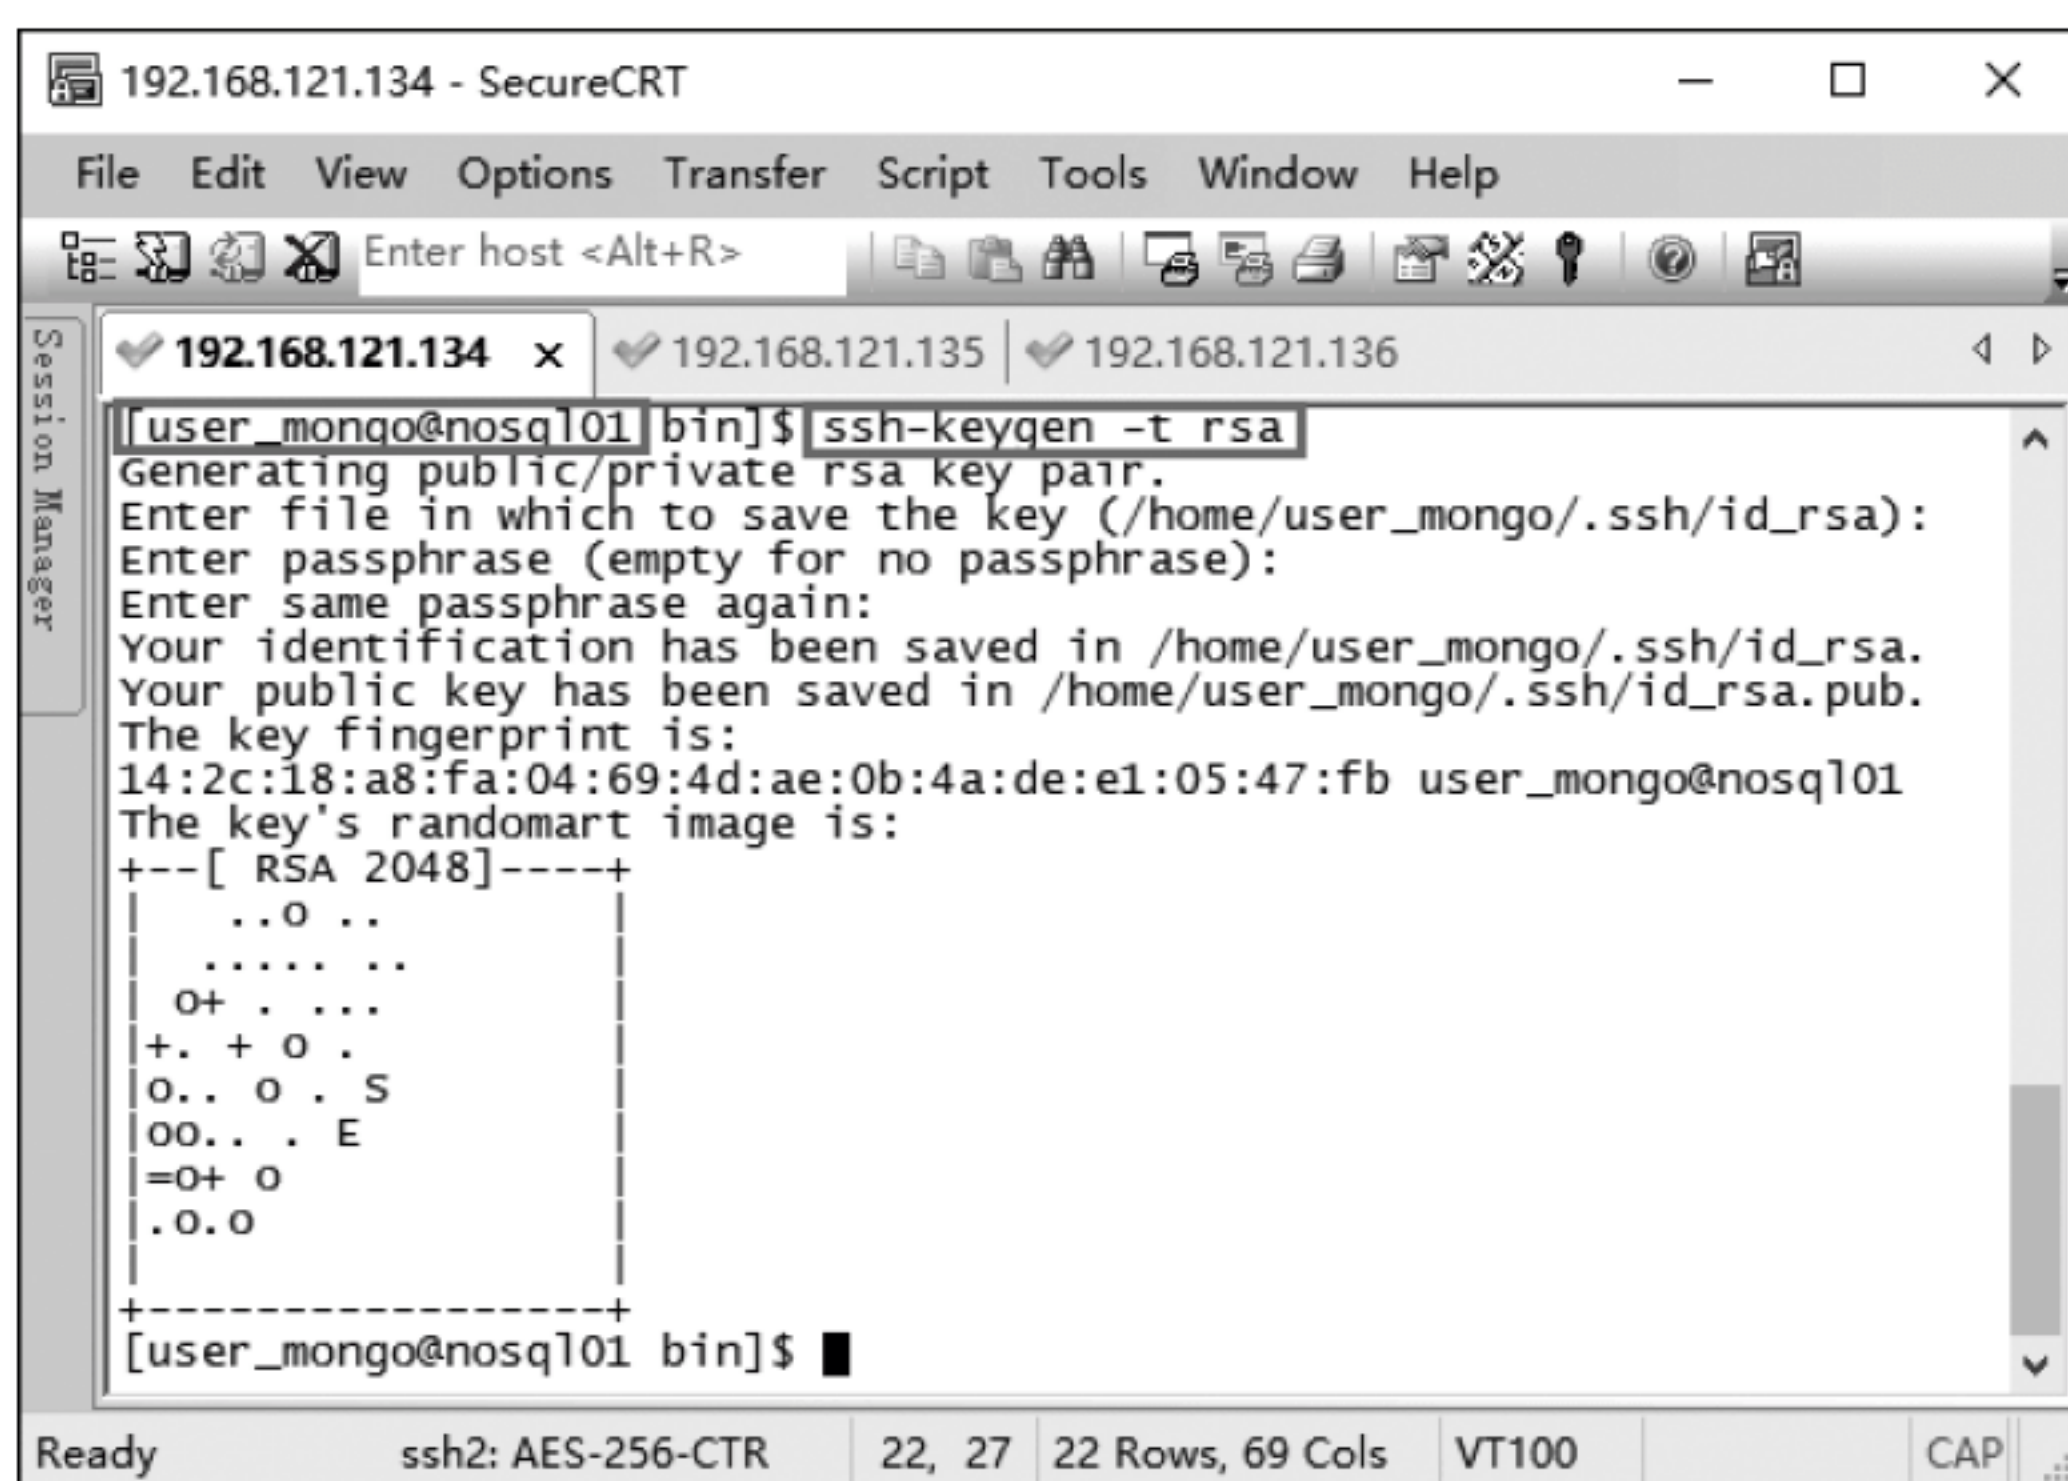 192.168.121.134 - SecureCRT
File Edit View Options Transfer Script Tools Window Help
Enter host <Alt+R>
Session Manager
192.168.121.134 x 192.168.121.135 192.168.121.136
[user_mongo@nosql01 bin]$ ssh-keygen -t rsa
Generating public/private rsa key pair.
Enter file in which to save the key (/home/user_mongo/.ssh/id_rsa):
Enter passphrase (empty for no passphrase):
Enter same passphrase again:
Your identification has been saved in /home/user_mongo/.ssh/id_rsa.
Your public key has been saved in /home/user_mongo/.ssh/id_rsa.pub.
The key fingerprint is:
14:2c:18:a8:fa:04:69:4d:ae:0b:4a:de:e1:05:47:fb user_mongo@nosql01
The key's randomart image is:
+--[ RSA 2048]----+
|   ..o ..        |
|  ..... ..       |
| o+ . ...        |
|+. + o .         |
|o.. o . S        |
|oo.. . E         |
|=o+ o            |
|.o.o             |
|                 |
+-----------------+
[user_mongo@nosql01 bin]$
Ready ssh2: AES-256-CTR 22, 27 22 Rows, 69 Cols VT100 CAP